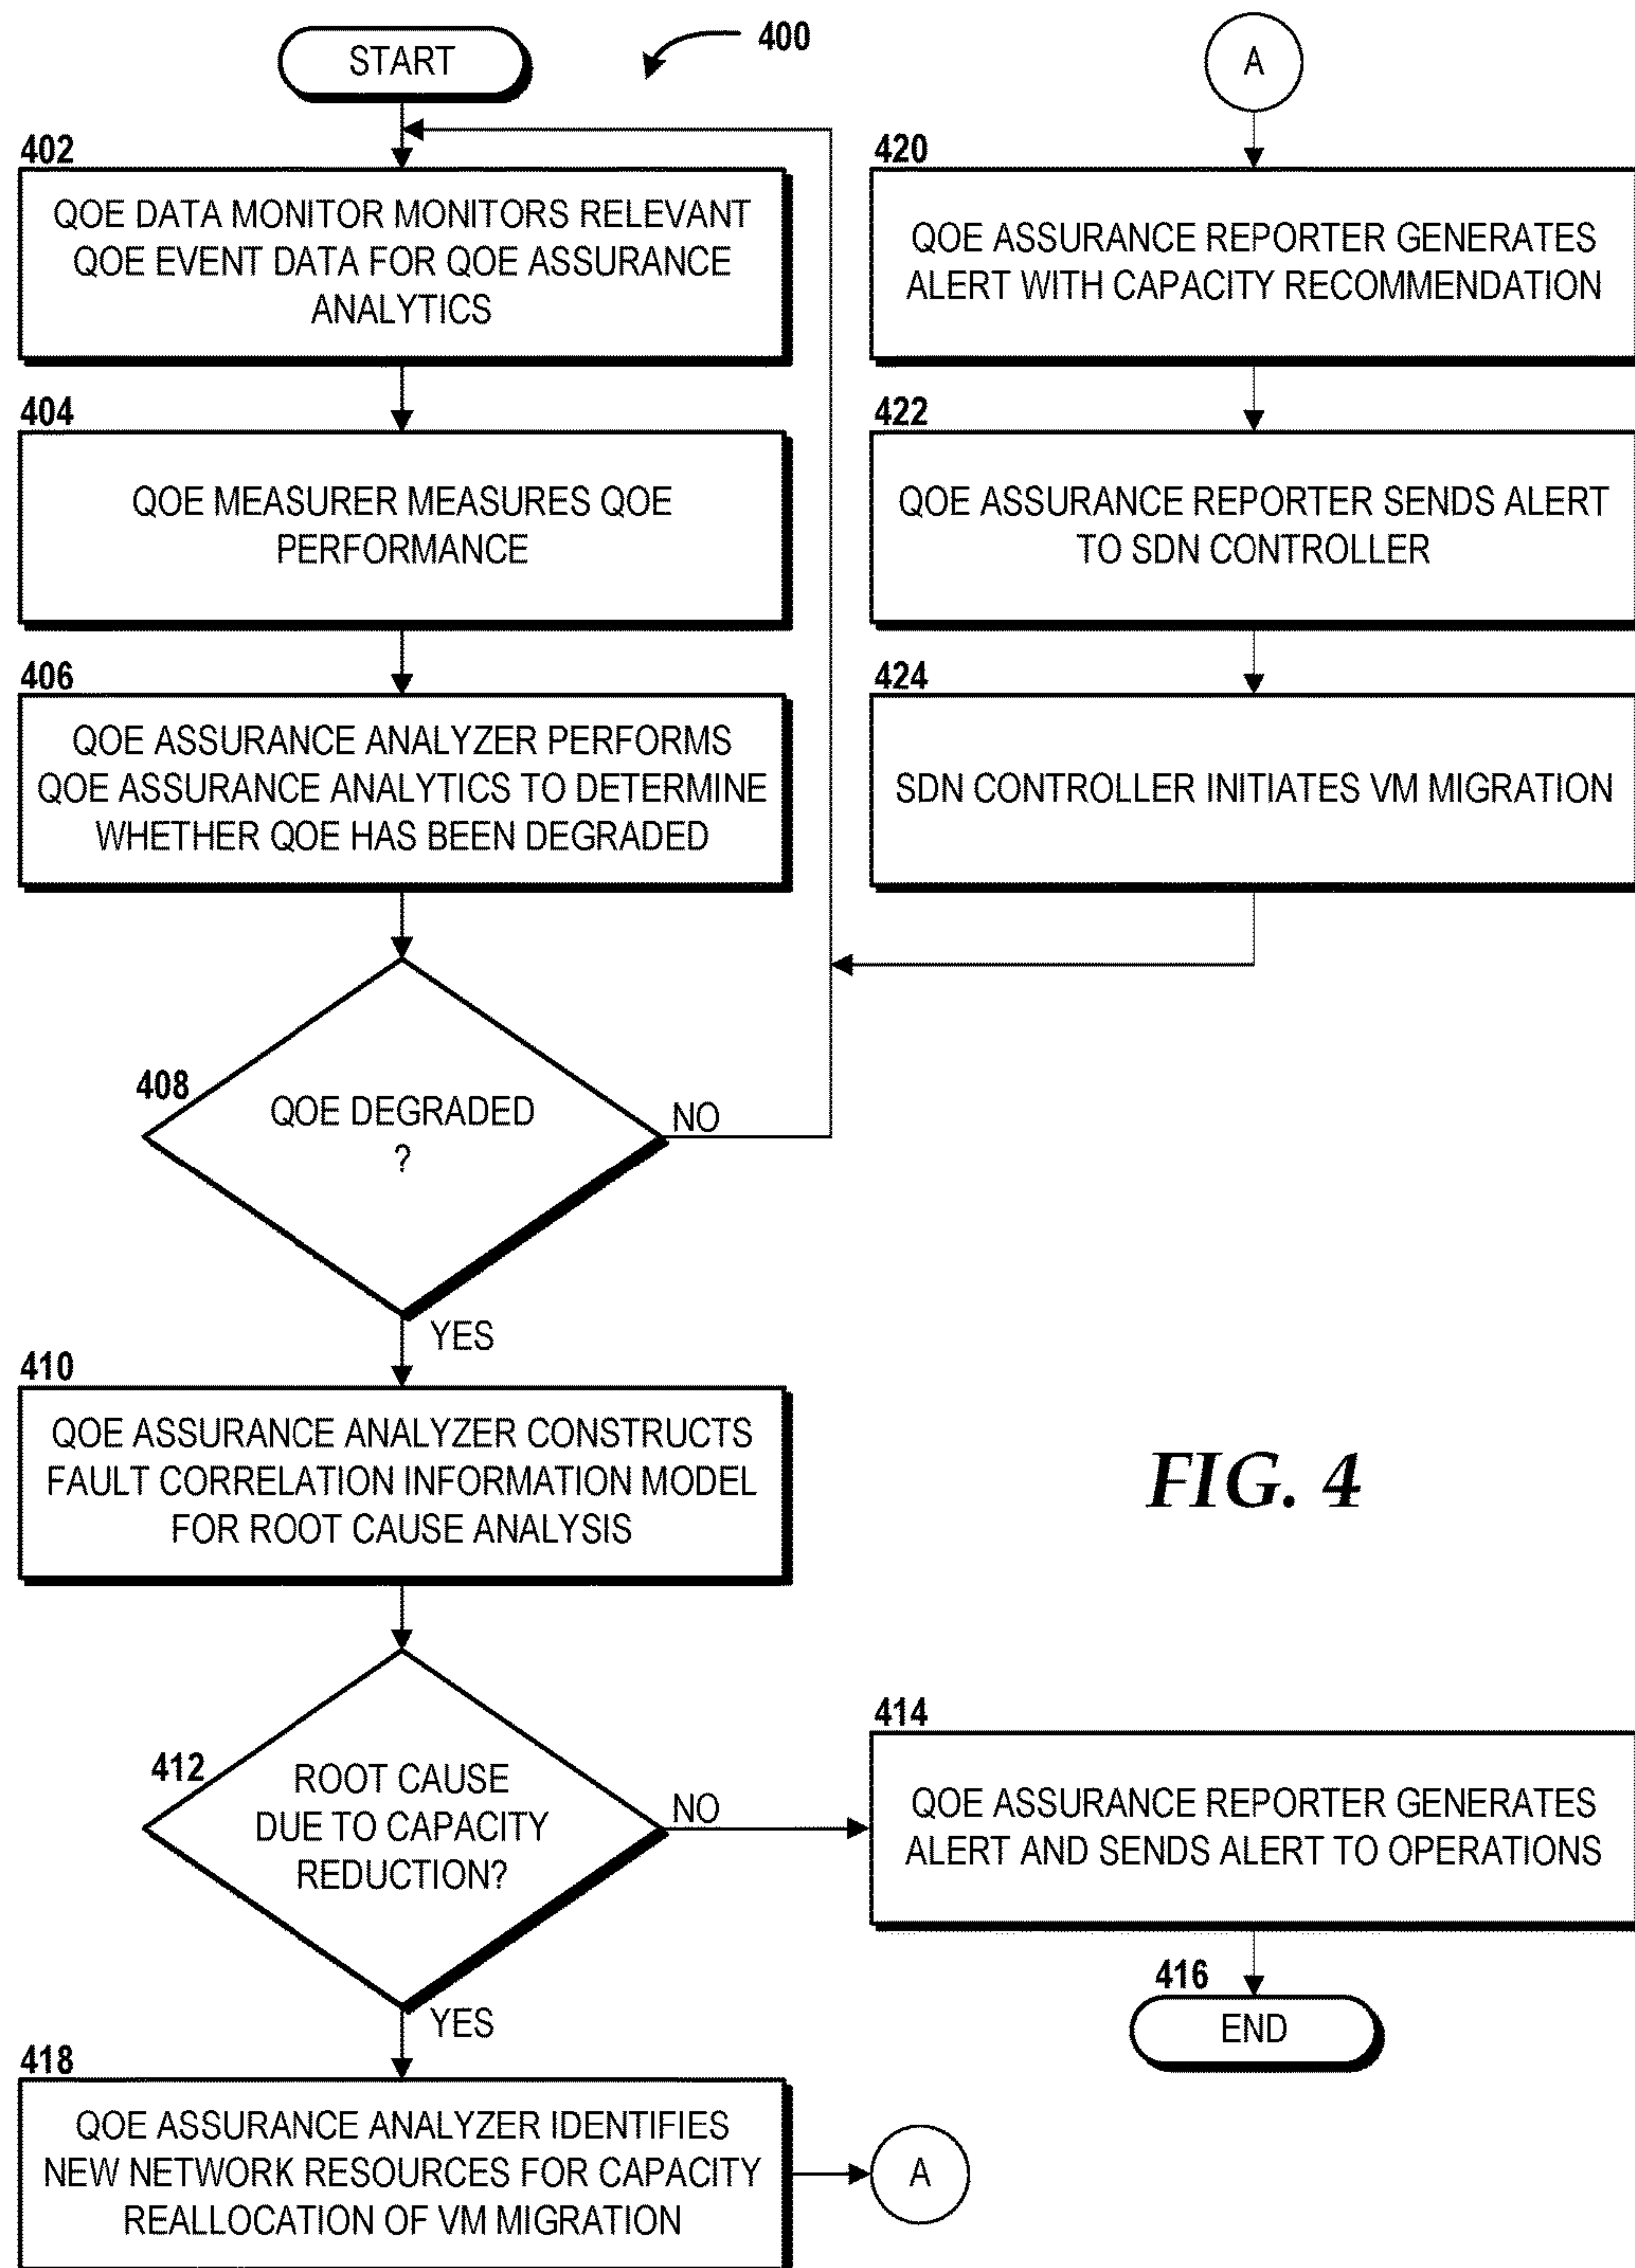 START
400
402
QOE DATA MONITOR MONITORS RELEVANT
QOE EVENT DATA FOR QOE ASSURANCE
ANALYTICS
404
QOE MEASURER MEASURES QOE
PERFORMANCE
406
QOE ASSURANCE ANALYZER PERFORMS
QOE ASSURANCE ANALYTICS TO DETERMINE
WHETHER QOE HAS BEEN DEGRADED
408
QOE DEGRADED
?
NO
YES
410
QOE ASSURANCE ANALYZER CONSTRUCTS
FAULT CORRELATION INFORMATION MODEL
FOR ROOT CAUSE ANALYSIS
412
ROOT CAUSE
DUE TO CAPACITY
REDUCTION?
NO
YES
414
QOE ASSURANCE REPORTER GENERATES
ALERT AND SENDS ALERT TO OPERATIONS
416
END
418
QOE ASSURANCE ANALYZER IDENTIFIES
NEW NETWORK RESOURCES FOR CAPACITY
REALLOCATION OF VM MIGRATION
A
A
420
QOE ASSURANCE REPORTER GENERATES
ALERT WITH CAPACITY RECOMMENDATION
422
QOE ASSURANCE REPORTER SENDS ALERT
TO SDN CONTROLLER
424
SDN CONTROLLER INITIATES VM MIGRATION
FIG. 4